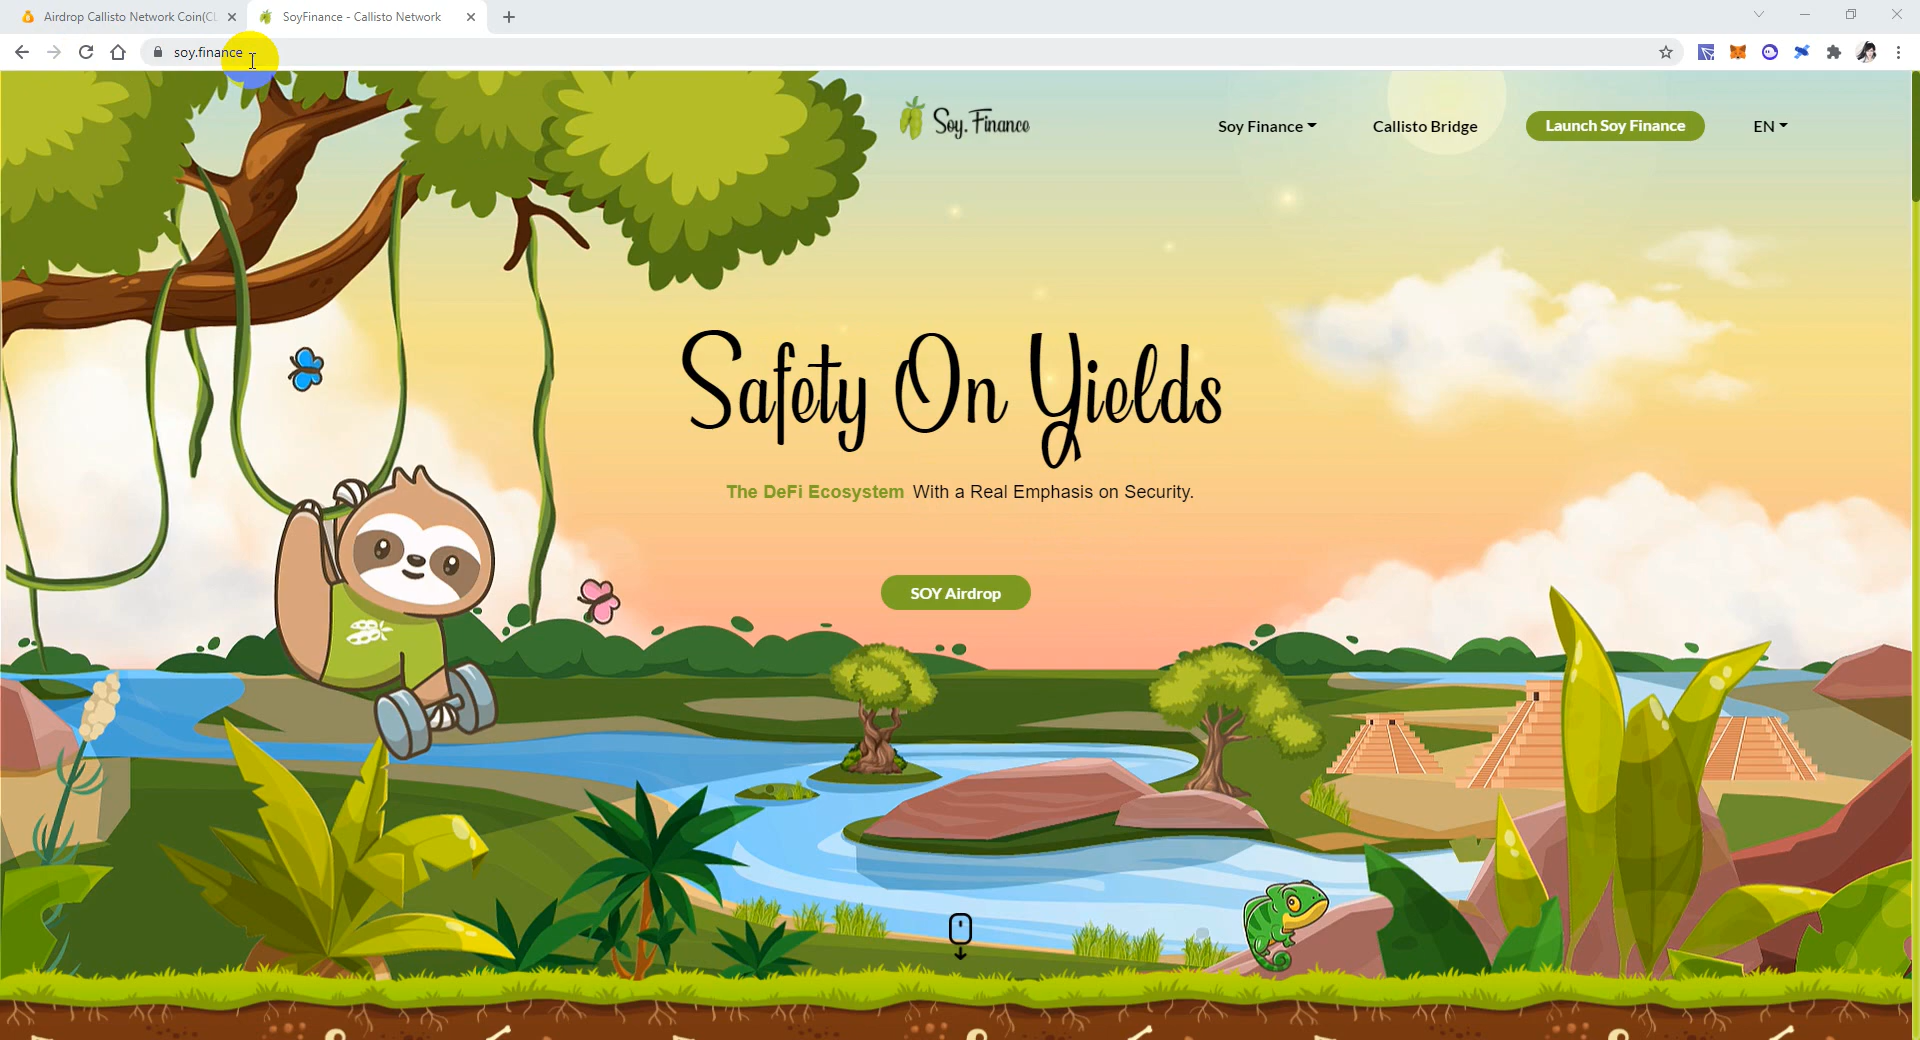 Airdrop Callisto Network Coin(CL
SoyFinance - Callisto Network
soy.finance
Soy.Finance
Soy Finance
Callisto Bridge
Launch Soy Finance
EN
Safety On Yields
The DeFi Ecosystem With a Real Emphasis on Security.
SOY Airdrop